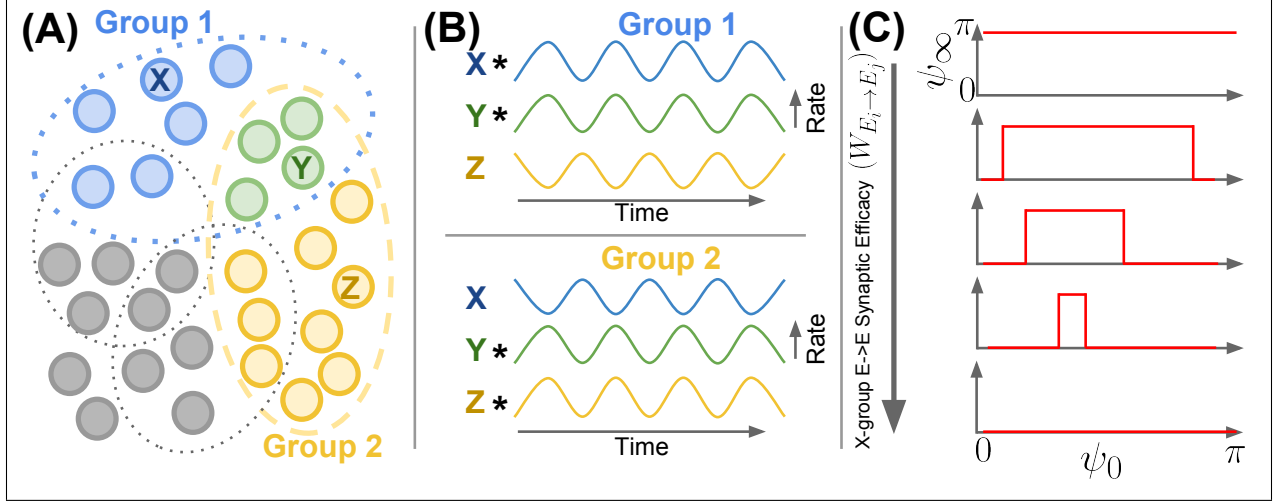 (A)
Group 1
X
Y
Z
Group 2
(B)
Group 1
X *
Y *
Z
Rate
Time
Group 2
X
Y *
Z *
Rate
Time
(C)
X-group E->E Synaptic Efficacy (W_{E_i→E_j})
ψ_∞
π
0
0
ψ_0
π